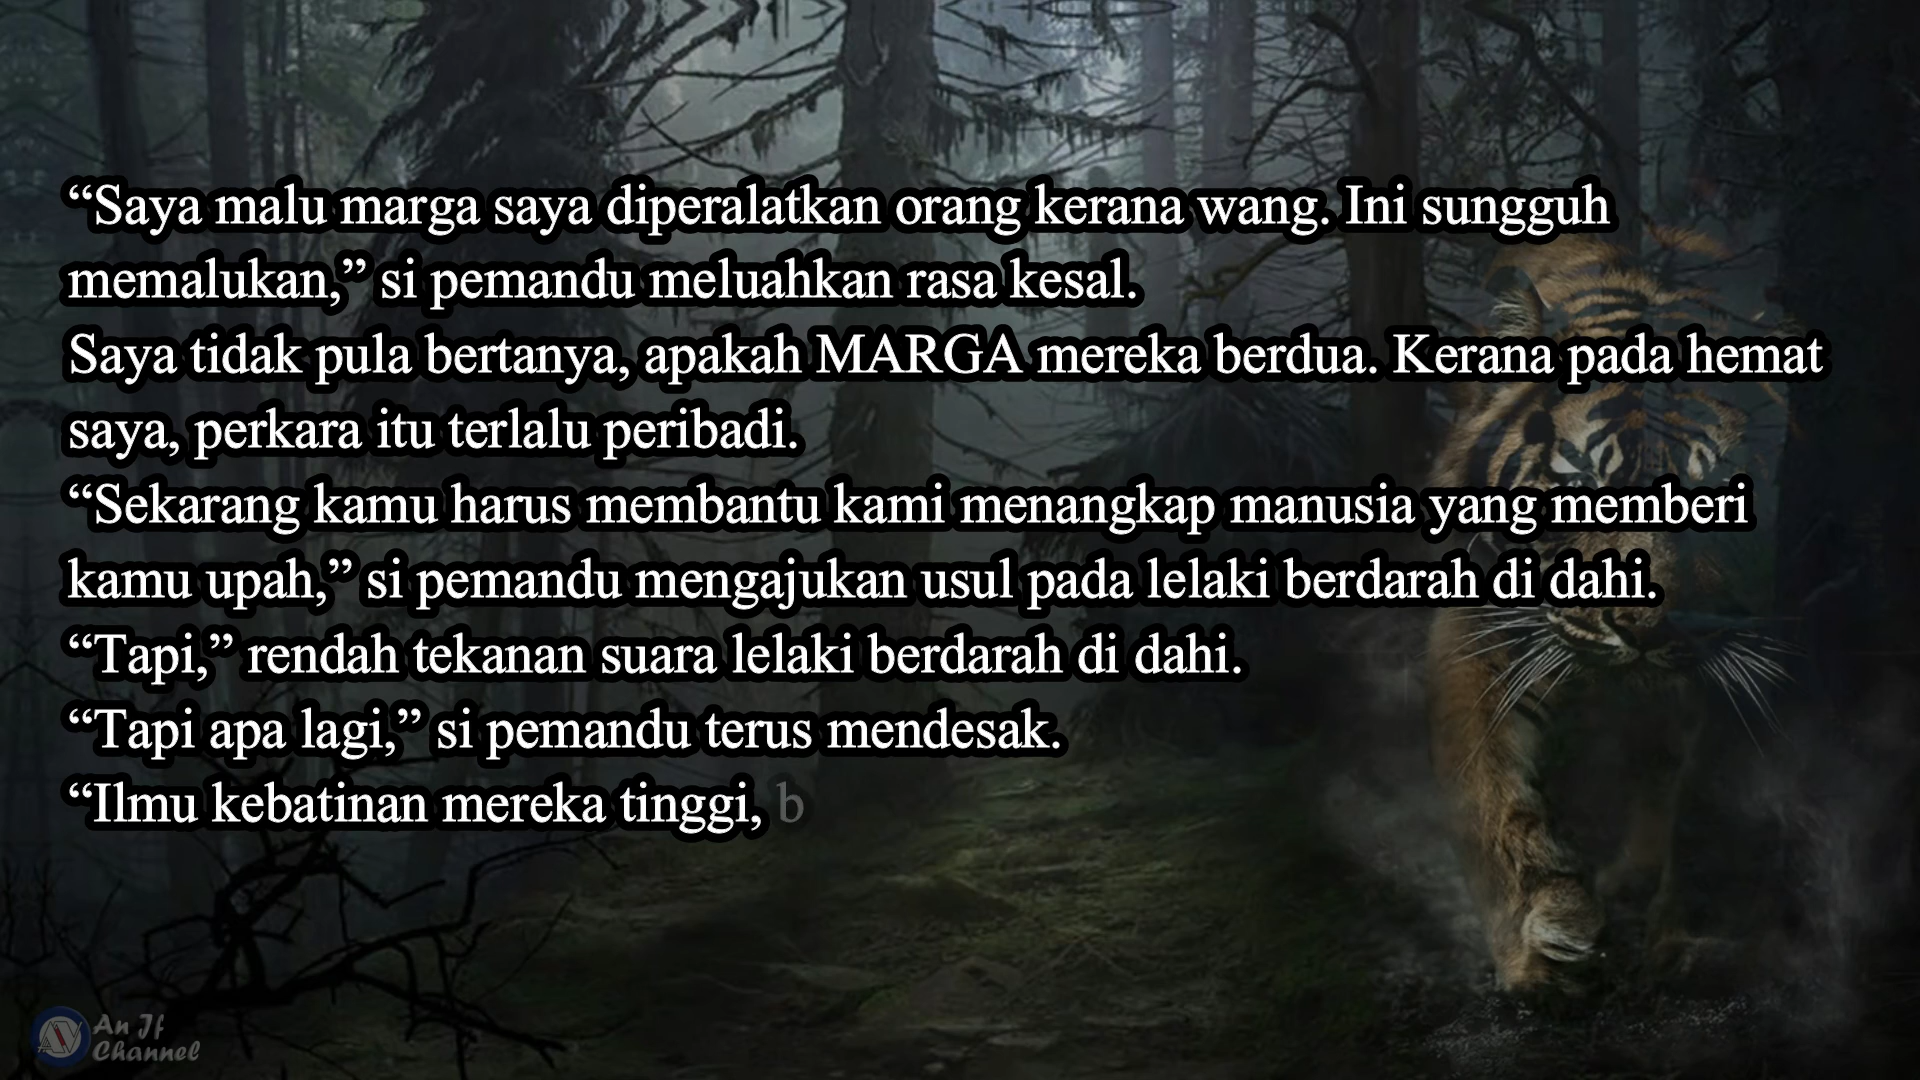 “Saya malu marga saya diperalatkan orang kerana wang. Ini sungguh
memalukan,” si pemandu meluahkan rasa kesal.
Saya tidak pula bertanya, apakah MARGA mereka berdua. Kerana pada hemat
saya, perkara itu terlalu peribadi.
“Sekarang kamu harus membantu kami menangkap manusia yang memberi
kamu upah,” si pemandu mengajukan usul pada lelaki berdarah di dahi.
“Tapi,” rendah tekanan suara lelaki berdarah di dahi.
“Tapi apa lagi,” si pemandu terus mendesak.
“Ilmu kebatinan mereka tinggi, b
An Jf
Channel